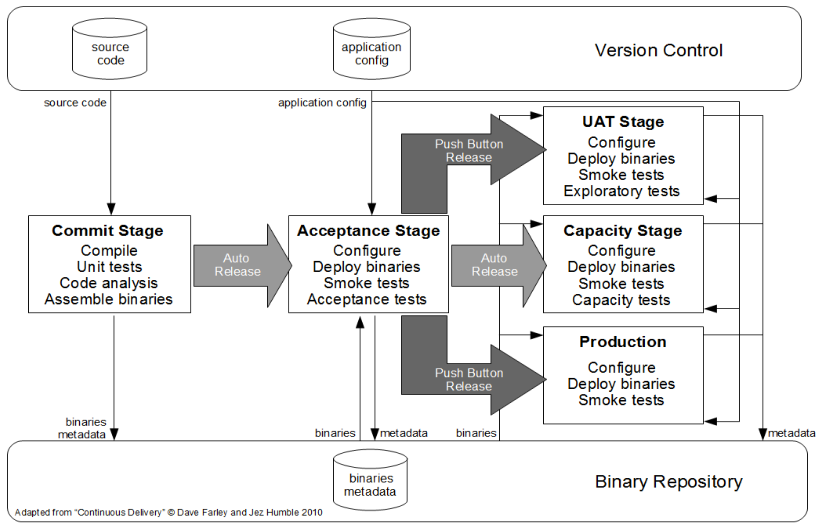 source
code
application
config
Version Control
source code
application config
UAT Stage
Configure
Deploy binaries
Smoke tests
Exploratory tests
Push Button
Release
Commit Stage
Compile
Unit tests
Code analysis
Assemble binaries
Auto
Release
Acceptance Stage
Configure
Deploy binaries
Smoke tests
Acceptance tests
Auto
Release
Capacity Stage
Configure
Deploy binaries
Smoke tests
Capacity tests
Push Button
Release
Production
Configure
Deploy binaries
Smoke tests
binaries
metadata
binaries
metadata
binaries
metadata
binaries
metadata
Binary Repository
Adapted from “Continuous Delivery” © Dave Farley and Jez Humble 2010